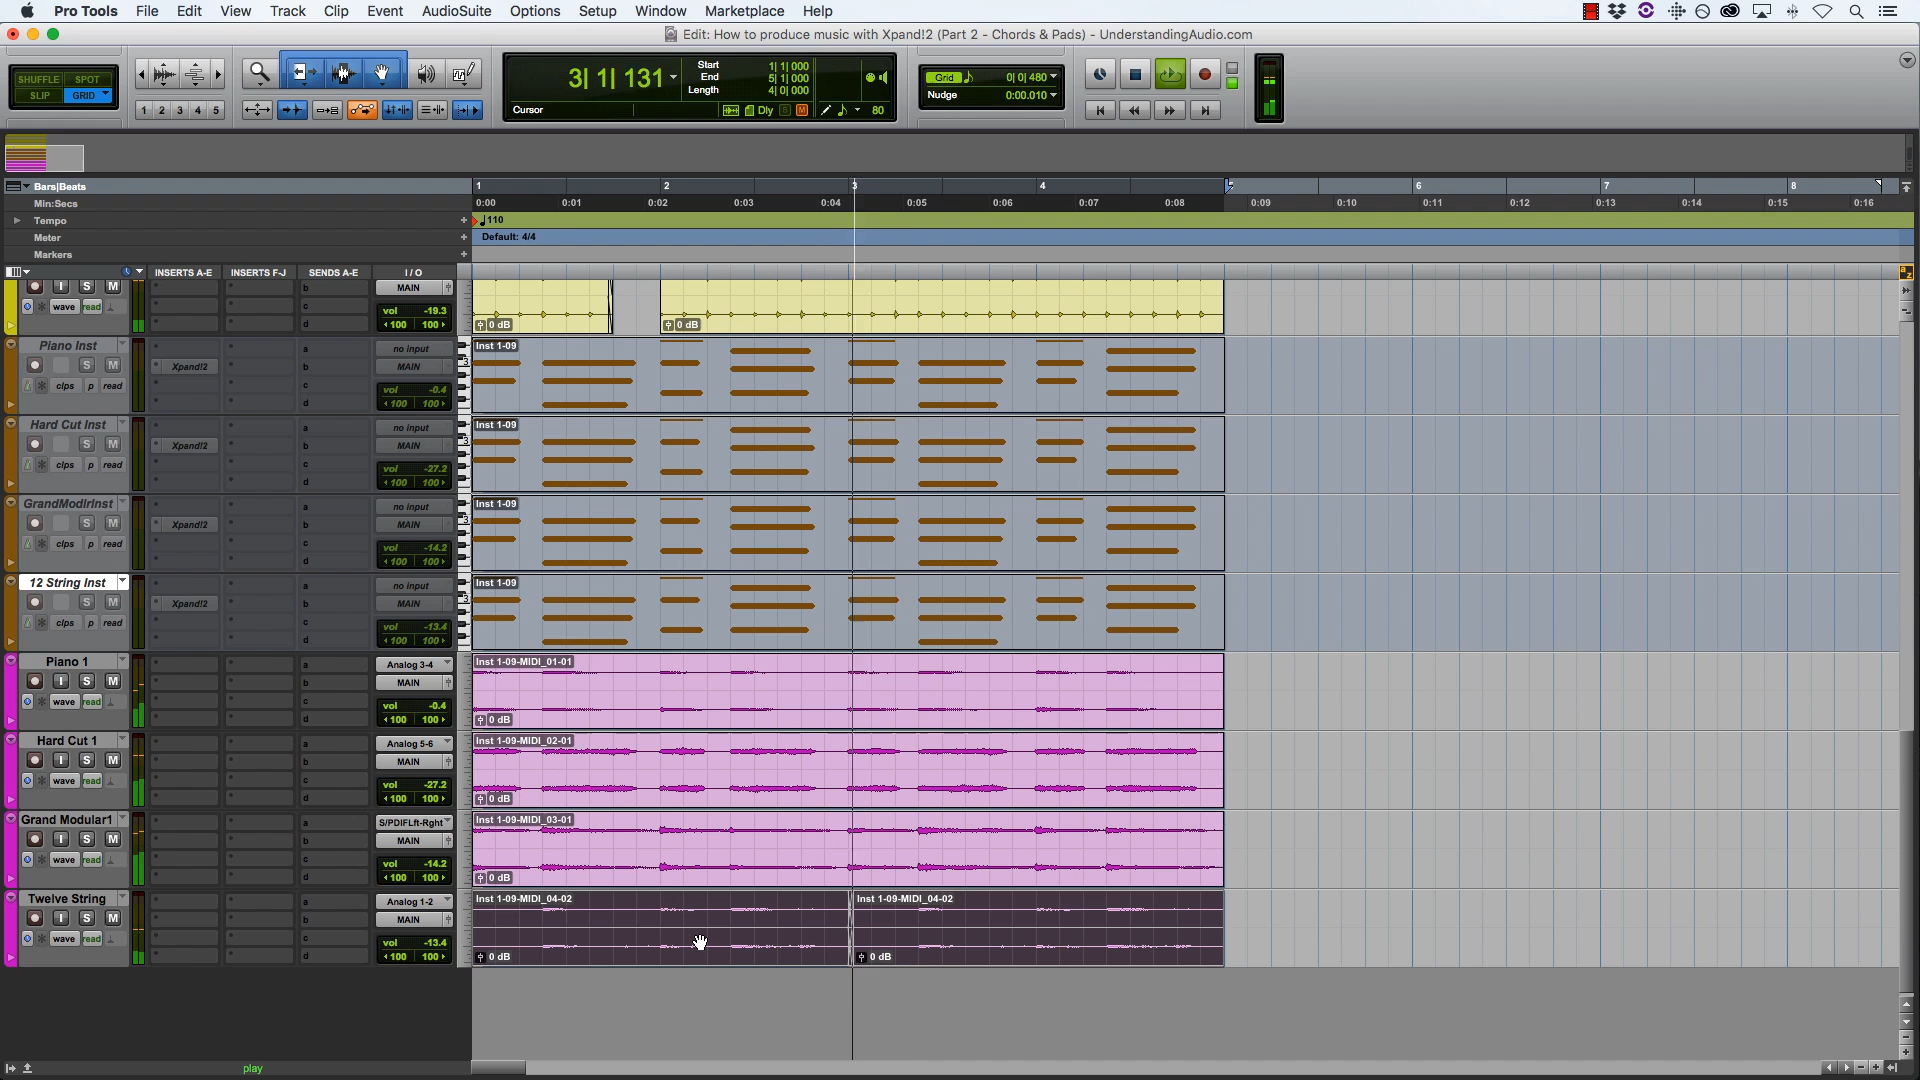 Pro Tools File Edit View Track Clip Event AudioSuite Options Setup Window Marketplace Help
Edit: How to produce music with Xpand!2 (Part 2 - Chords & Pads) - UnderstandingAudio.com
SHUFFLE SPOT
SLIP GRID
1 2 3 4 5
3| 1| 131
Start 1| 1| 000
End 5| 1| 000
Length 4| 0| 000
Cursor
Dly S M 80
Grid 0| 0| 480
Nudge 0:00.010
Bars|Beats 1 2 3 4 5 6 7 8
Min:Secs 0:00 0:01 0:02 0:03 0:04 0:05 0:06 0:07 0:08 0:09 0:10 0:11 0:12 0:13 0:14 0:15 0:16
Tempo 110
Meter Default: 4/4
Markers
INSERTS A-E INSERTS F-J SENDS A-E I / O
I S M b MAIN
wave read c vol -19.3
d 100 100 0 dB 0 dB
Piano Inst a no input Inst 1-09
S M Xpand!2 b MAIN
clps p read c vol -0.4
d 100 100
Hard Cut Inst a no input Inst 1-09
S M Xpand!2 b MAIN
clps p read c vol -27.2
d 100 100
GrandModlrInst a no input Inst 1-09
S M Xpand!2 b MAIN
clps p read c vol -14.2
d 100 100
12 String Inst a no input Inst 1-09
S M Xpand!2 b MAIN
clps p read c vol -13.4
d 100 100
Piano 1 a Analog 3-4 Inst 1-09-MIDI_01-01
I S M b MAIN
wave read c vol -0.4
d 100 100 0 dB
Hard Cut 1 a Analog 5-6 Inst 1-09-MIDI_02-01
I S M b MAIN
wave read c vol -27.2
d 100 100 0 dB
Grand Modular1 a S/PDIFLft-Rght Inst 1-09-MIDI_03-01
I S M b MAIN
wave read c vol -14.2
d 100 100 0 dB
Twelve String a Analog 1-2 Inst 1-09-MIDI_04-02 Inst 1-09-MIDI_04-02
I S M b MAIN
wave read c vol -13.4
d 100 100 0 dB 0 dB
play